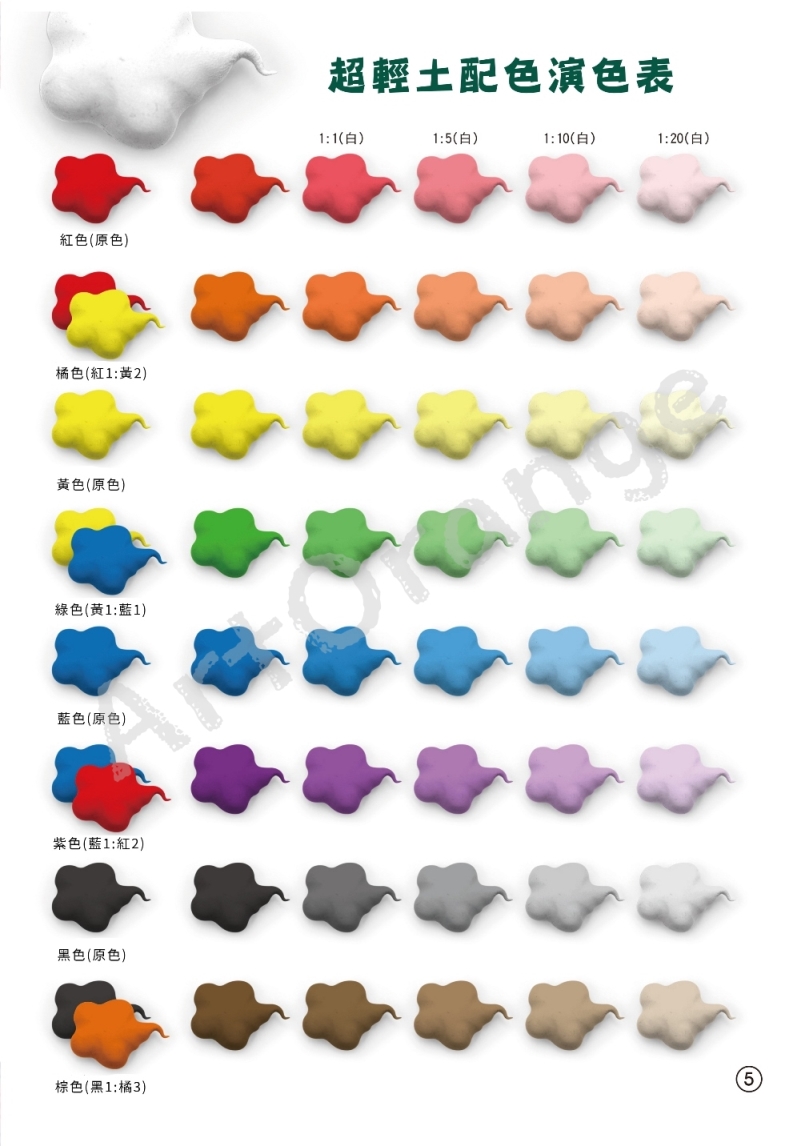 超輕土配色演色表
1:1(白) 1:5(白) 1:10(白) 1:20(白)
紅色(原色)
橘色(紅1:黃2)
黃色(原色)
綠色(黃1:藍1)
藍色(原色)
紫色(藍1:紅2)
黑色(原色)
棕色(黑1:橘3)
ArtOrange
5